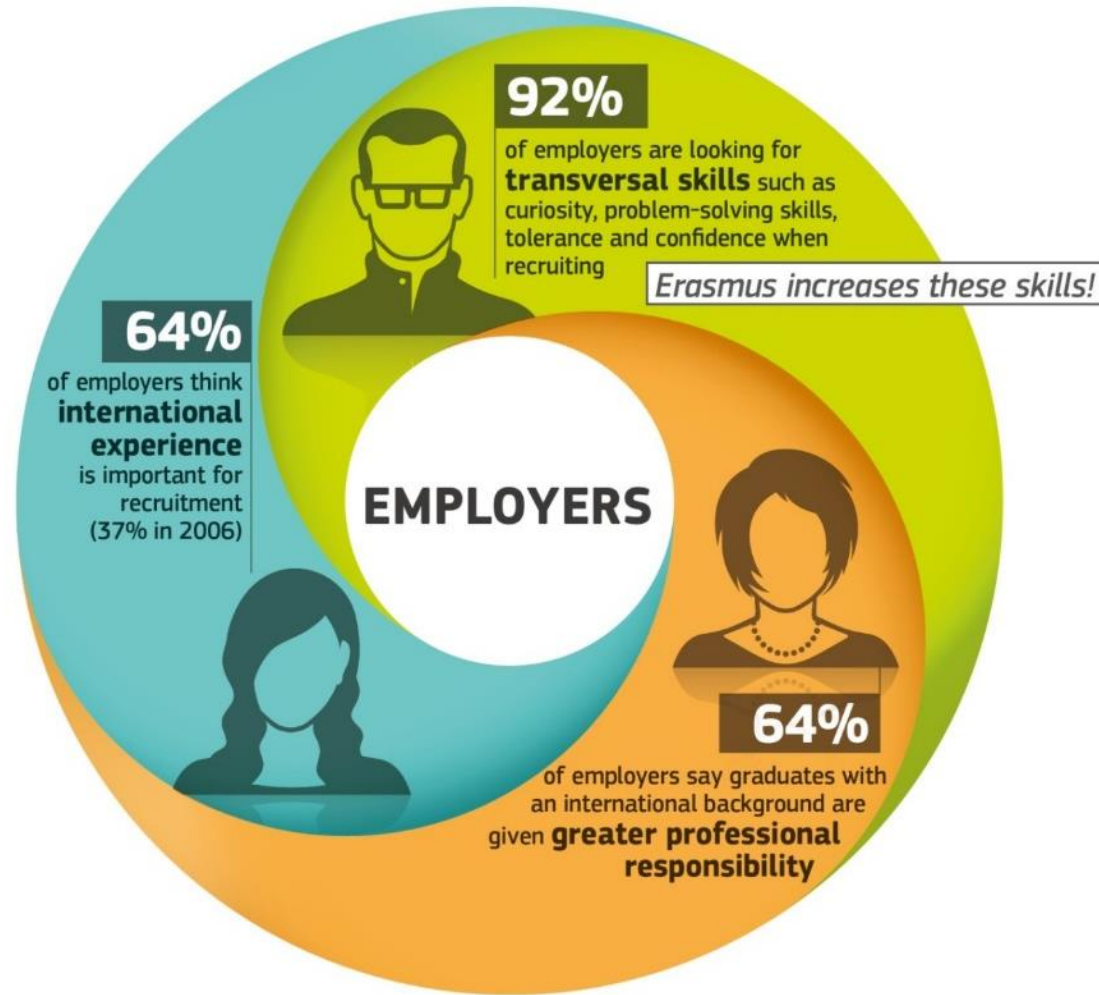 92%
of employers are looking for
transversal skills such as
curiosity, problem-solving skills,
tolerance and confidence when
recruiting
Erasmus increases these skills!
64%
of employers think
international
experience
is important for
recruitment
(37% in 2006)
EMPLOYERS
64%
of employers say graduates with
an international background are
given greater professional
responsibility